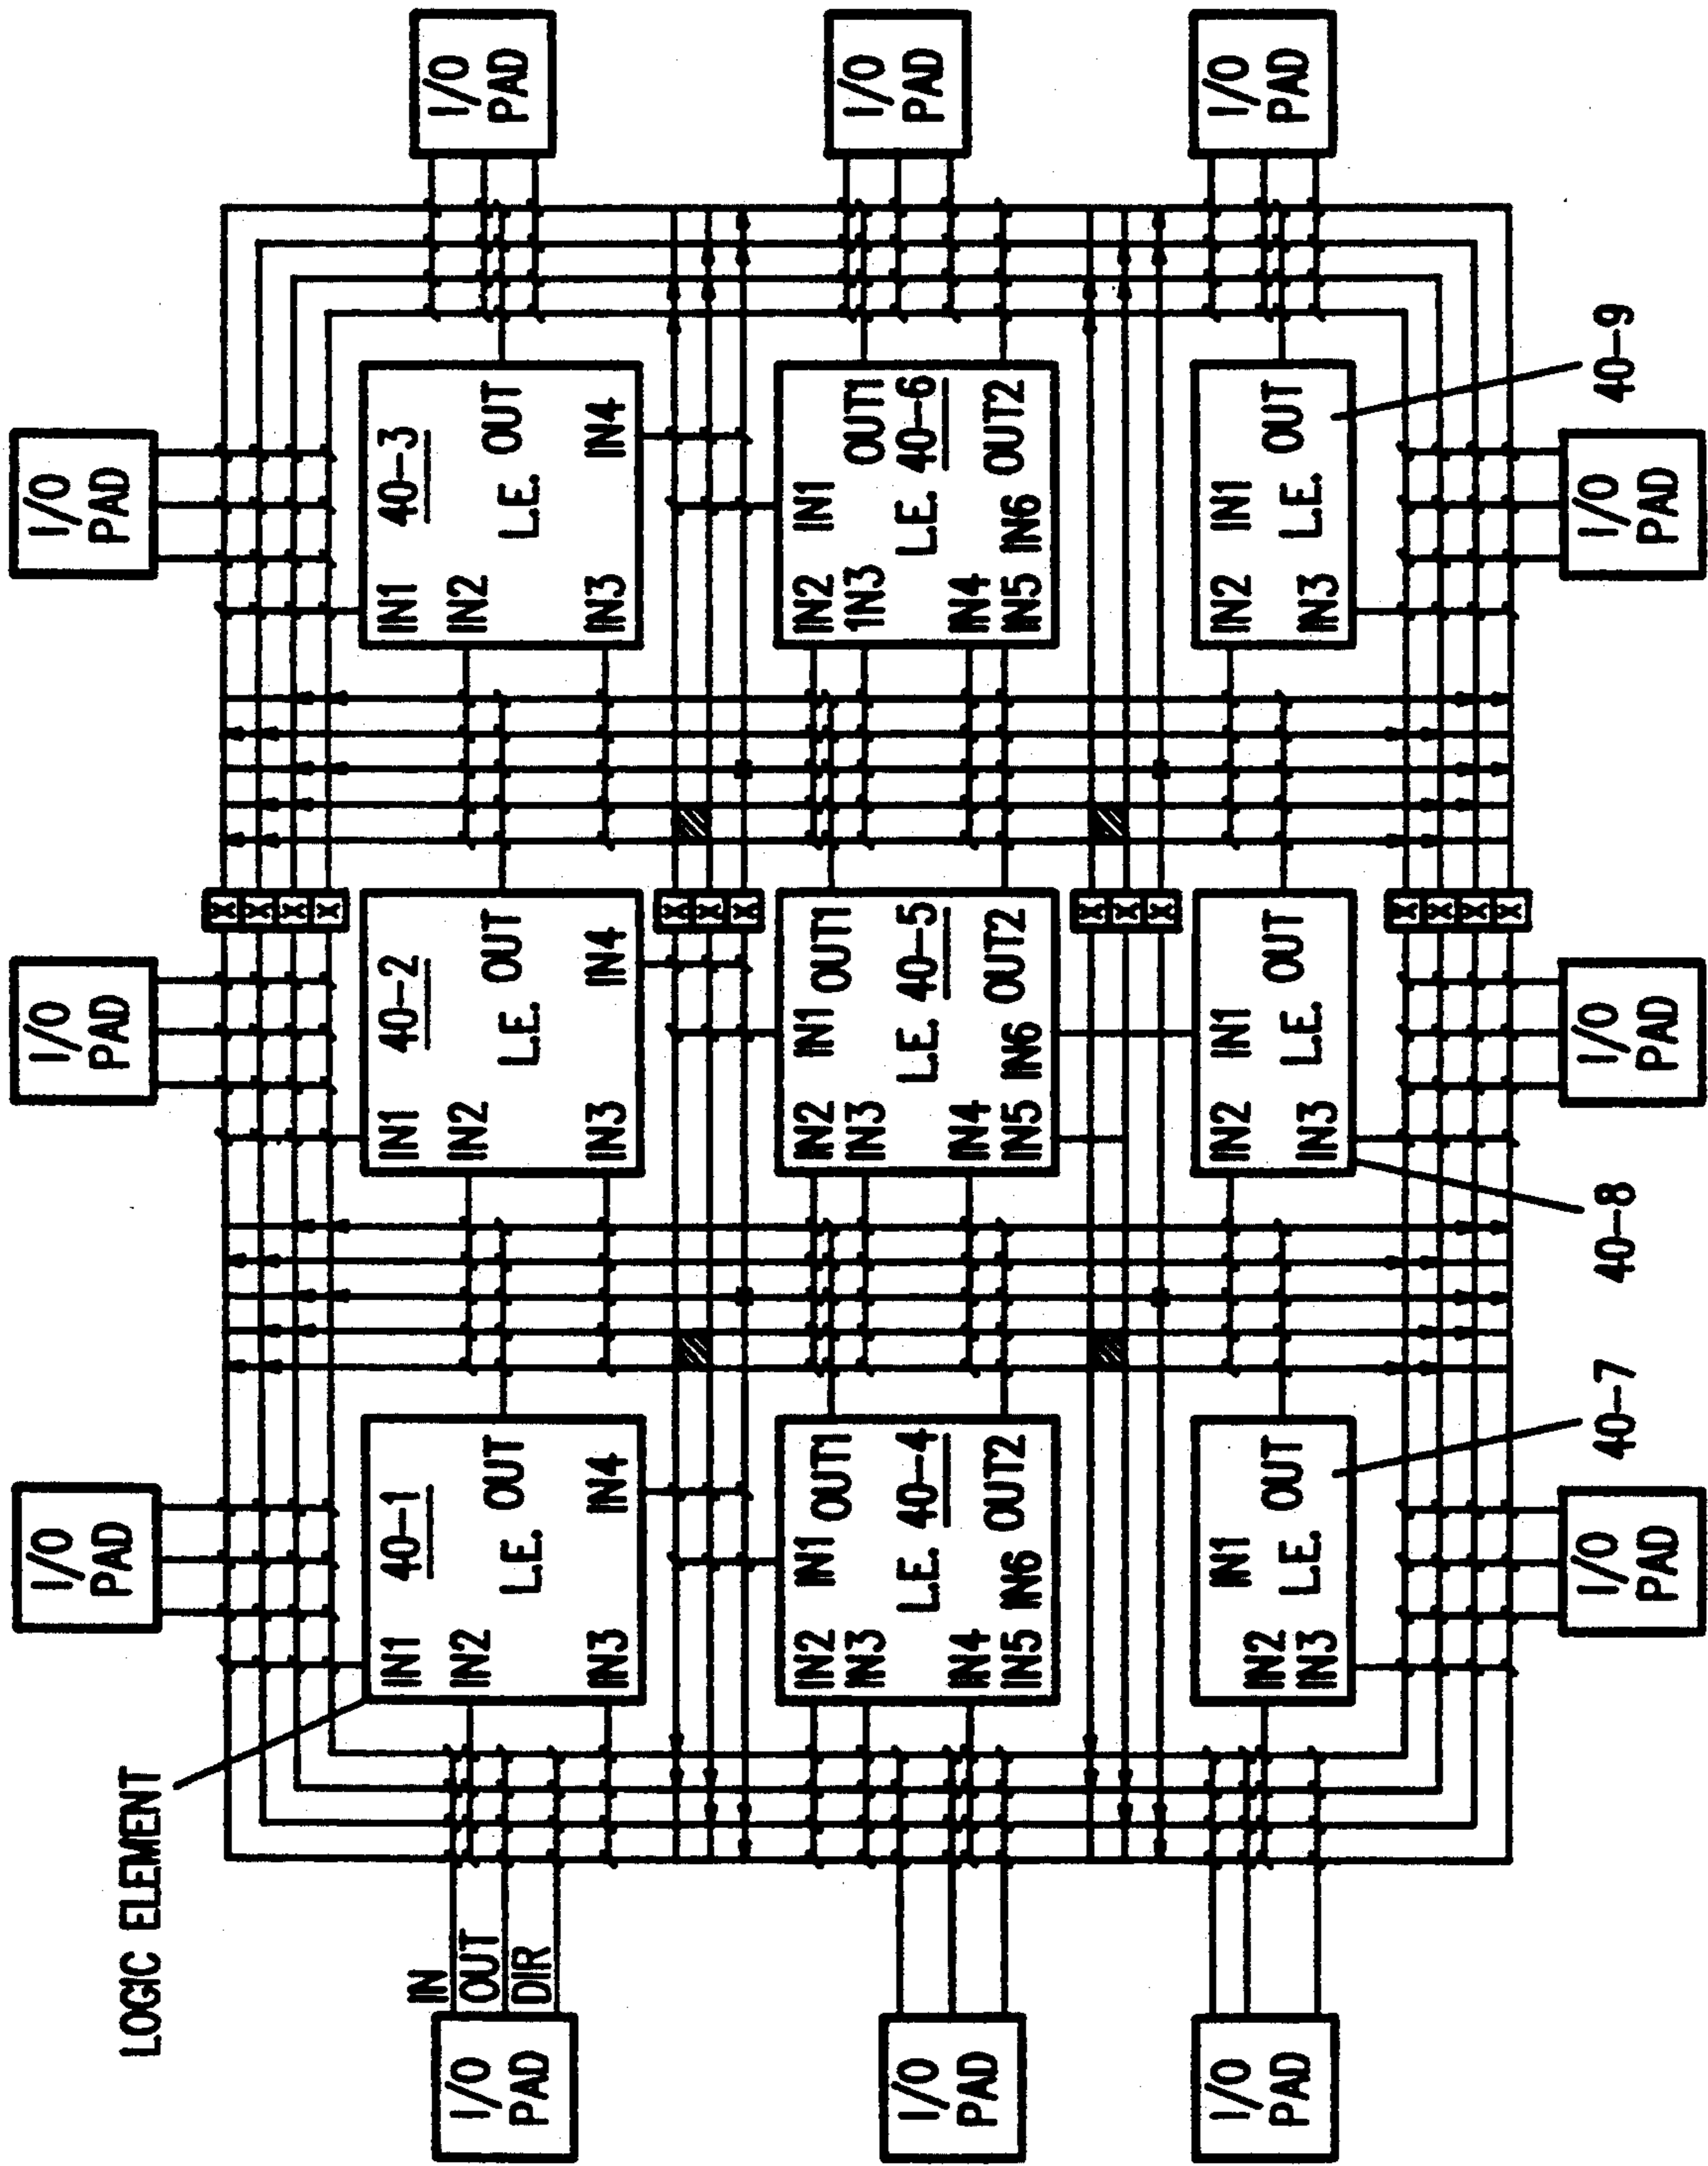 LOGIC ELEMENT
I/O
PAD
I/O
PAD
I/O
PAD
I/O
PAD
IN
OUT
DIR
IN1
40-1
IN2
OUT
L.E.
IN3
IN4
IN1
40-2
IN2
OUT
L.E.
IN3
IN4
IN1
40-3
IN2
OUT
L.E.
IN3
IN4
I/O
PAD
I/O
PAD
IN2
IN1
OUT1
IN3
L.E. 40-4
IN4
OUT2
IN5
IN6
IN2
IN1
OUT1
IN3
L.E. 40-5
IN4
OUT2
IN5
IN6
IN2
IN1
1N3
OUT1
L.E. 40-6
IN4
OUT2
IN5
IN6
I/O
PAD
I/O
PAD
IN1
IN2
OUT
IN3
L.E.
IN2
IN1
OUT
IN3
L.E.
IN2
IN1
OUT
IN3
L.E.
I/O
PAD
X
X
X
X
X
X
X
X
X
X
X
X
X
X
40-7
40-8
40-9
I/O
PAD
I/O
PAD
I/O
PAD